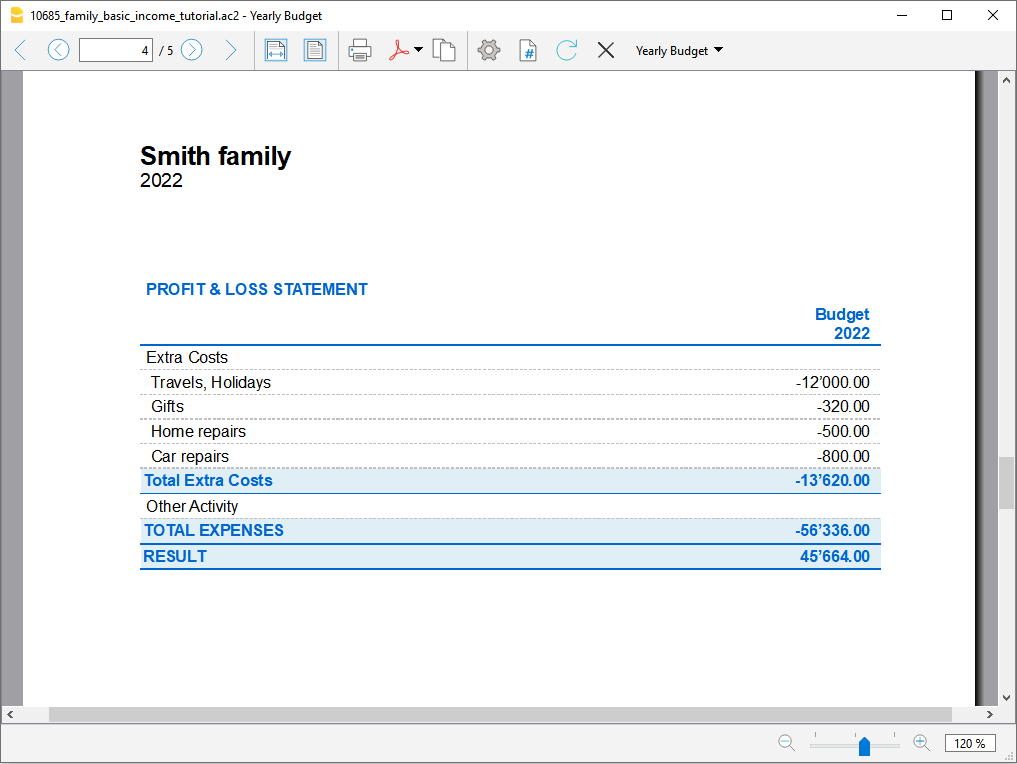 10685_family_basic_income_tutorial.ac2 - Yearly Budget
4 / 5 Yearly Budget
Smith family
2022
PROFIT & LOSS STATEMENT
Budget
2022
Extra Costs
Travels, Holidays -12’000.00
Gifts -320.00
Home repairs -500.00
Car repairs -800.00
Total Extra Costs -13’620.00
Other Activity
TOTAL EXPENSES -56’336.00
RESULT 45’664.00
120 %